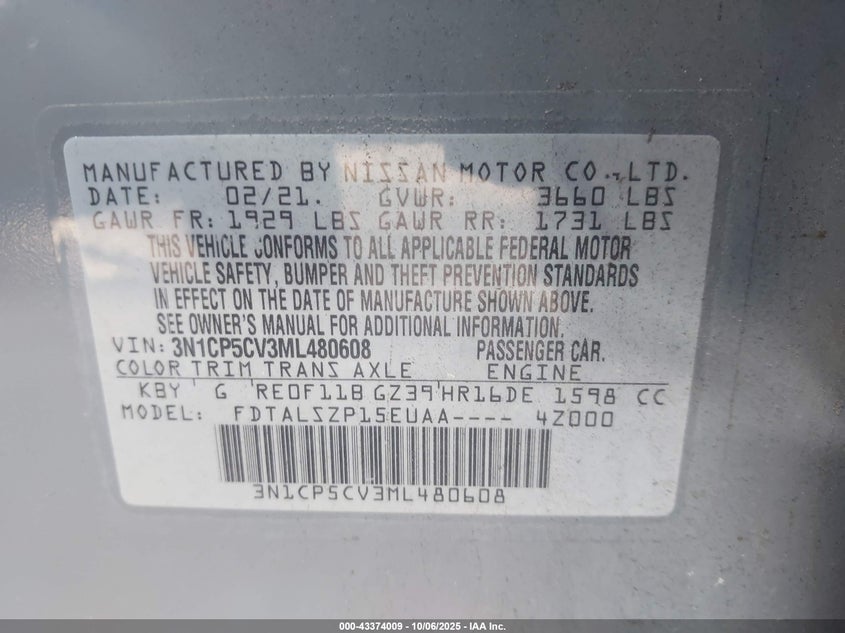 MANUFACTURED BY NISSAN MOTOR CO., LTD.
DATE: 02/21. GVWR: 3660 LBS
GAWR FR: 1929 LBS GAWR RR: 1731 LBS
THIS VEHICLE CONFORMS TO ALL APPLICABLE FEDERAL MOTOR
VEHICLE SAFETY, BUMPER AND THEFT PREVENTION STANDARDS
IN EFFECT ON THE DATE OF MANUFACTURE SHOWN ABOVE.
SEE OWNER'S MANUAL FOR ADDITIONAL INFORMATION.
VIN: 3N1CP5CV3ML480608 PASSENGER CAR.
COLOR TRIM TRANS AXLE ENGINE
KBY G RE0F11B GZ39 HR16DE 1598 CC
MODEL: FDTALSZP15EUAA---- 4Z000
3N1CP5CV3ML480608
000-43374009 - 10/06/2025 - IAA Inc.